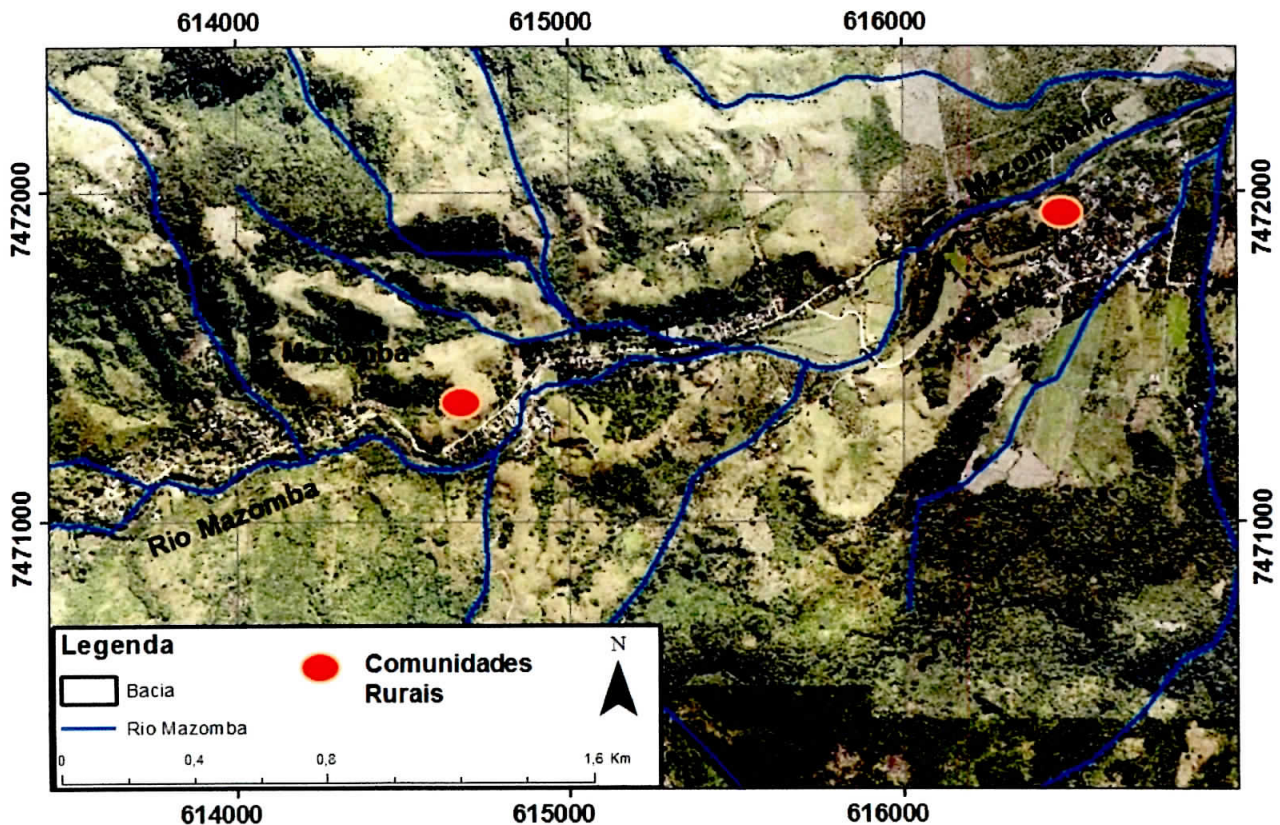 614000 615000 616000
7472000 7472000
Mazombinha
Mazomba
7471000 7471000
Rio Mazomba
Legenda
Bacia
Rio Mazomba
Comunidades
Rurais
N
0 0,4 0,8 1,6 Km
614000 615000 616000